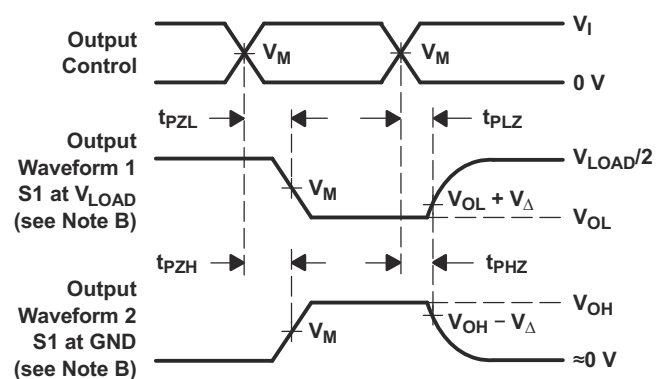 Output
Control
V_M
V_M
V_I
0 V
t_PZL
t_PLZ
Output
Waveform 1
S1 at V_LOAD
(see Note B)
V_M
V_LOAD/2
V_OL + V_Δ
V_OL
t_PZH
t_PHZ
Output
Waveform 2
S1 at GND
(see Note B)
V_M
V_OH
V_OH − V_Δ
≈0 V